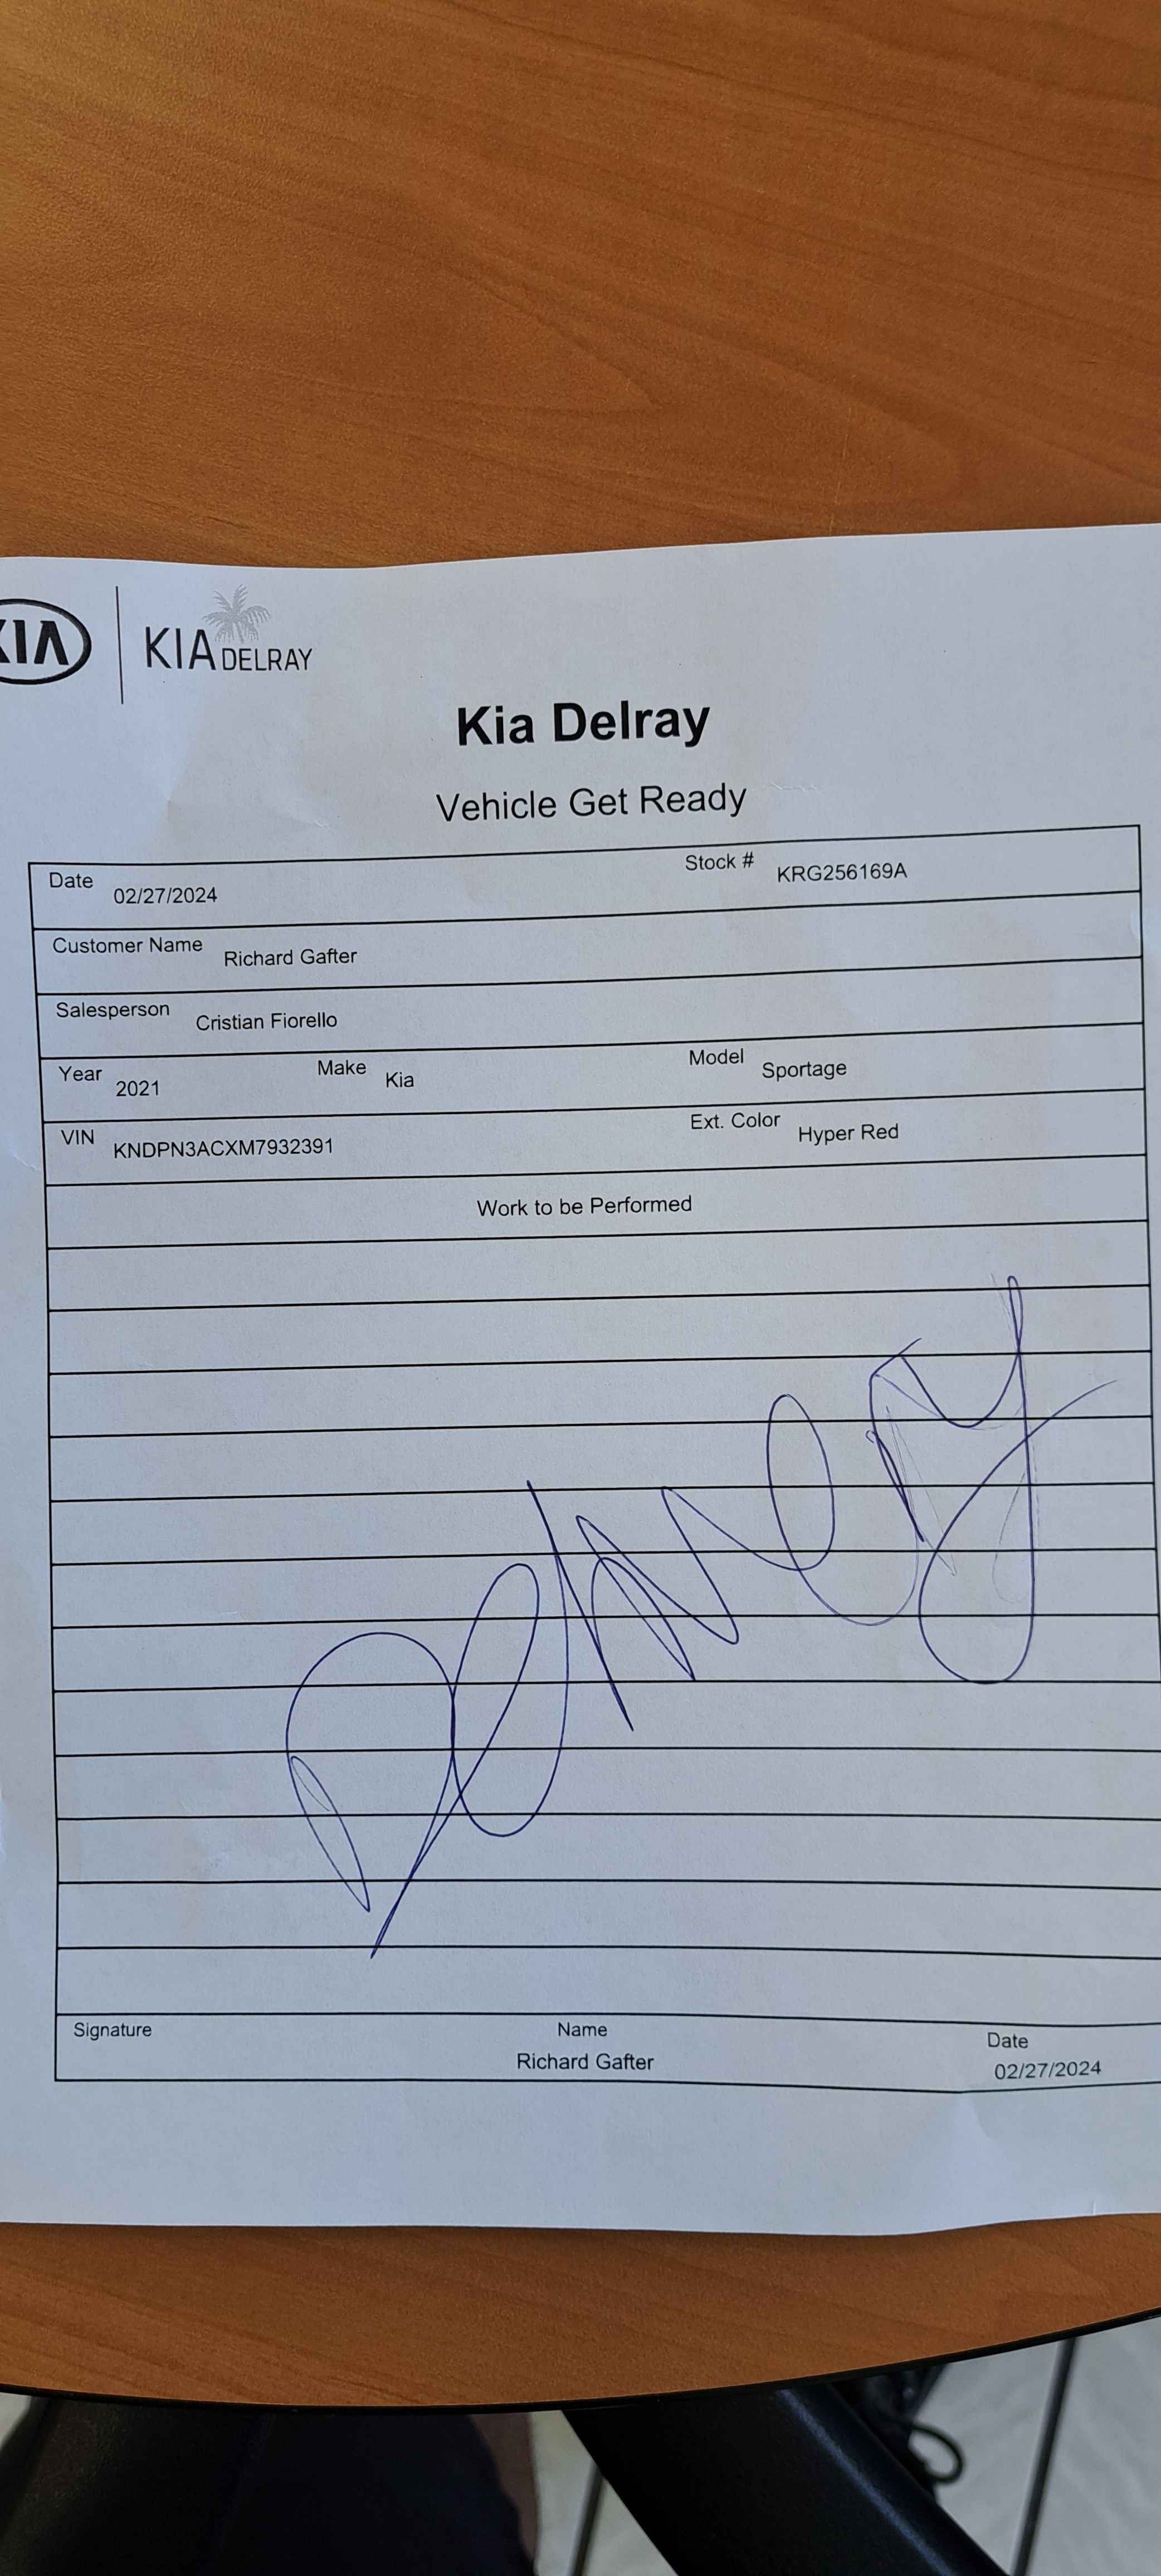 KIA KIA DELRAY
Kia Delray
Vehicle Get Ready
Date 02/27/2024 Stock # KRG256169A
Customer Name Richard Gafter
Salesperson Cristian Fiorello
Year 2021 Make Kia Model Sportage
VIN KNDPN3ACXM7932391 Ext. Color Hyper Red
Work to be Performed
Delivery
Signature Name Date
Richard Gafter 02/27/2024